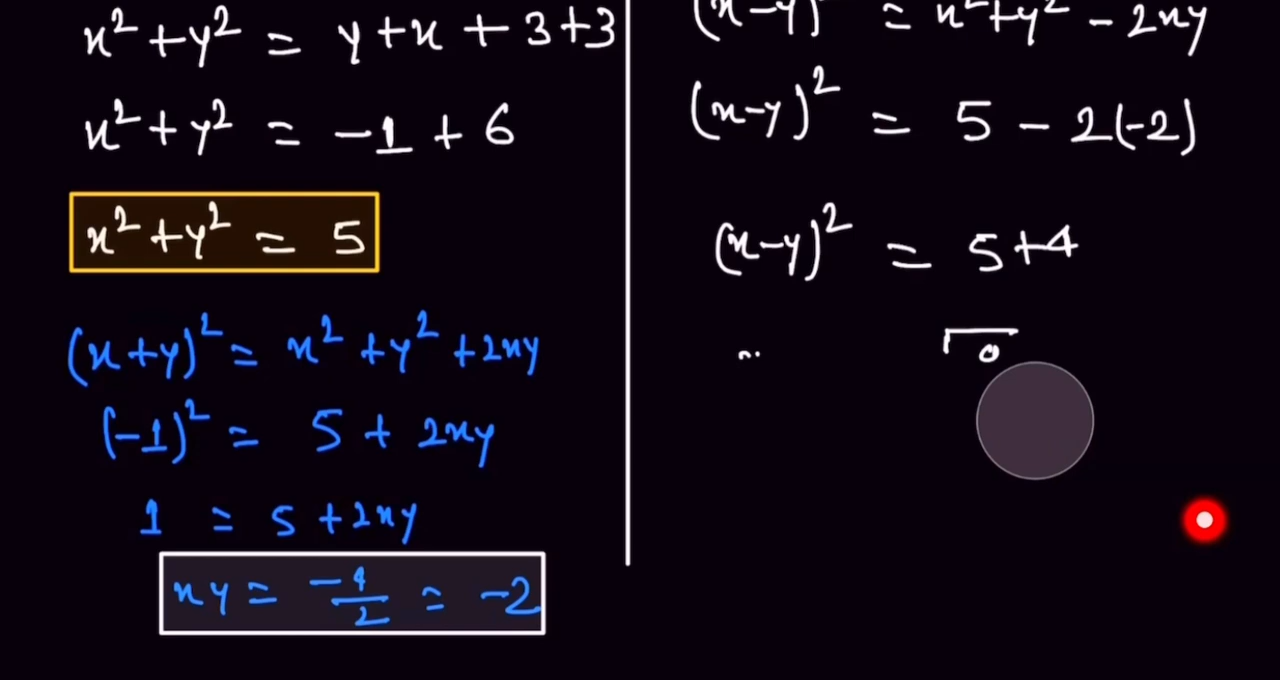 x² + y² = y + x + 3 + 3
x² + y² = -1 + 6
x² + y² = 5
(x + y)² = x² + y² + 2xy
(-1)² = 5 + 2xy
1 = 5 + 2xy
xy = -4/2 = -2
(x - y)² = x² + y² - 2xy
(x - y)² = 5 - 2(-2)
(x - y)² = 5 + 4